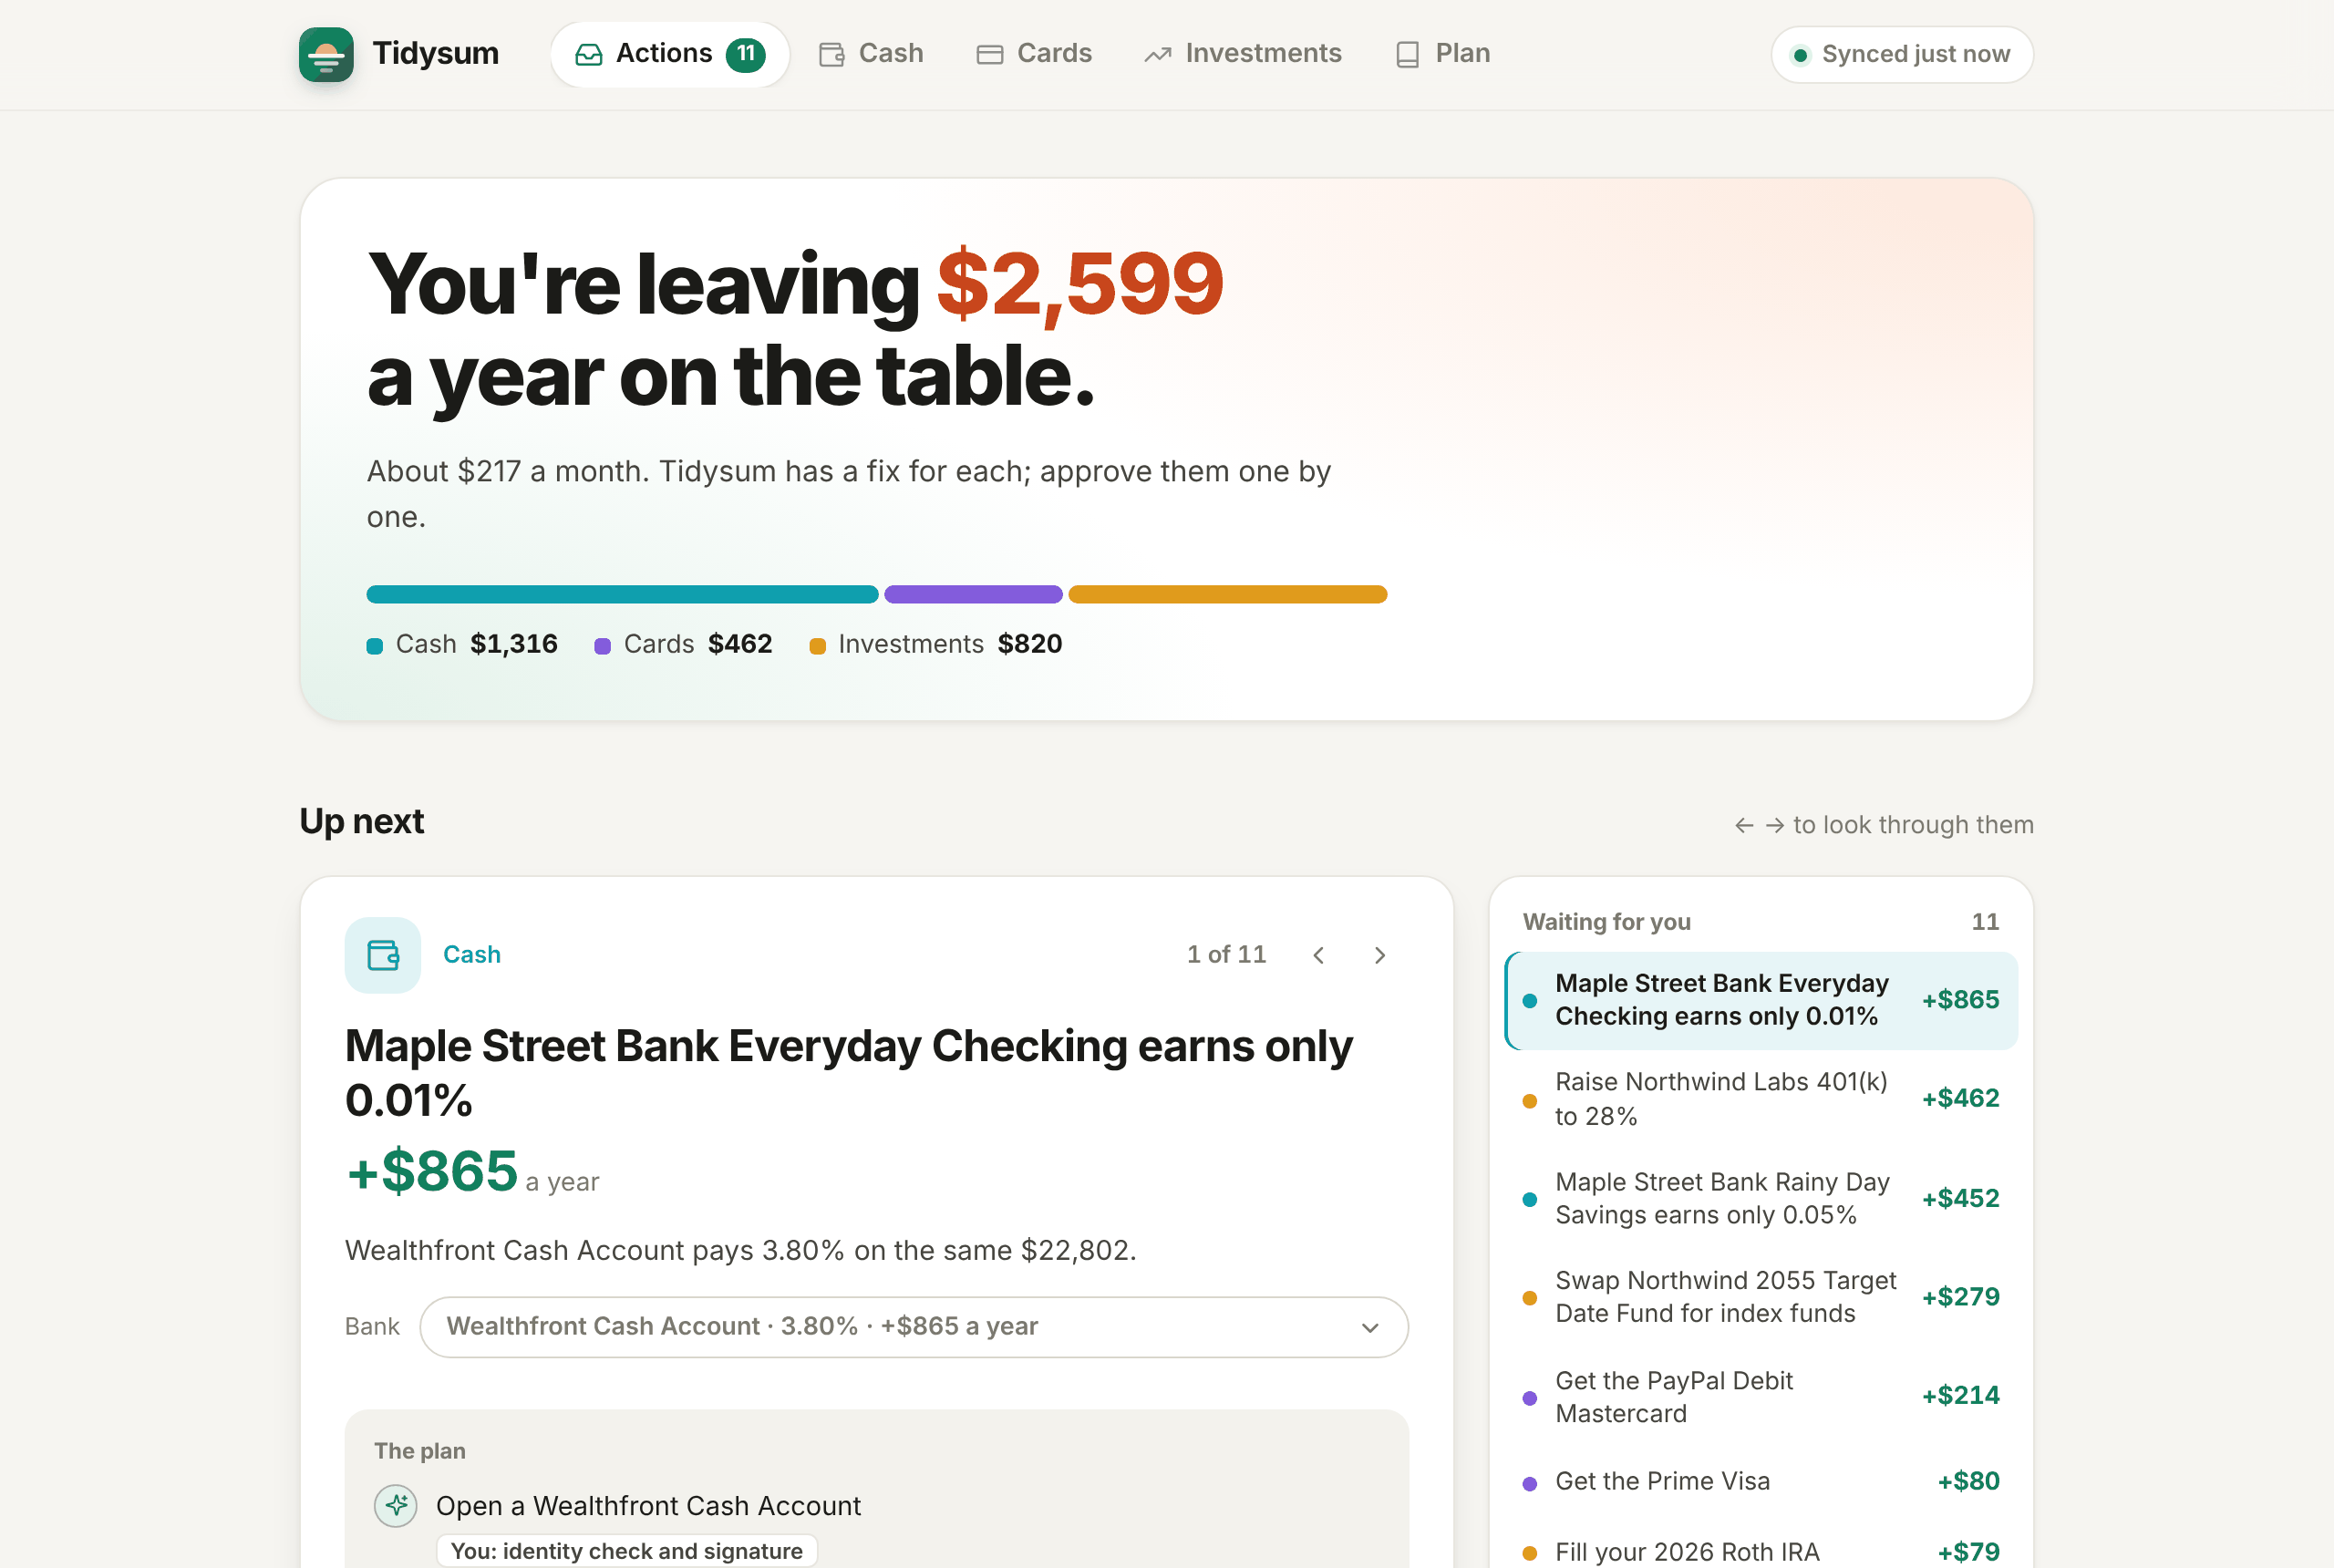 Tidysum
Actions 11
Cash
Cards
Investments
Plan
Synced just now
You're leaving $2,599
a year on the table.
About $217 a month. Tidysum has a fix for each; approve them one by
one.
Cash $1,316
Cards $462
Investments $820
Up next
← → to look through them
Cash
1 of 11
Maple Street Bank Everyday Checking earns only
0.01%
+$865 a year
Wealthfront Cash Account pays 3.80% on the same $22,802.
Bank
Wealthfront Cash Account · 3.80% · +$865 a year
The plan
Open a Wealthfront Cash Account
You: identity check and signature
Waiting for you 11
Maple Street Bank Everyday
Checking earns only 0.01%
+$865
Raise Northwind Labs 401(k)
to 28%
+$462
Maple Street Bank Rainy Day
Savings earns only 0.05%
+$452
Swap Northwind 2055 Target
Date Fund for index funds
+$279
Get the PayPal Debit
Mastercard
+$214
Get the Prime Visa
+$80
Fill your 2026 Roth IRA
+$79